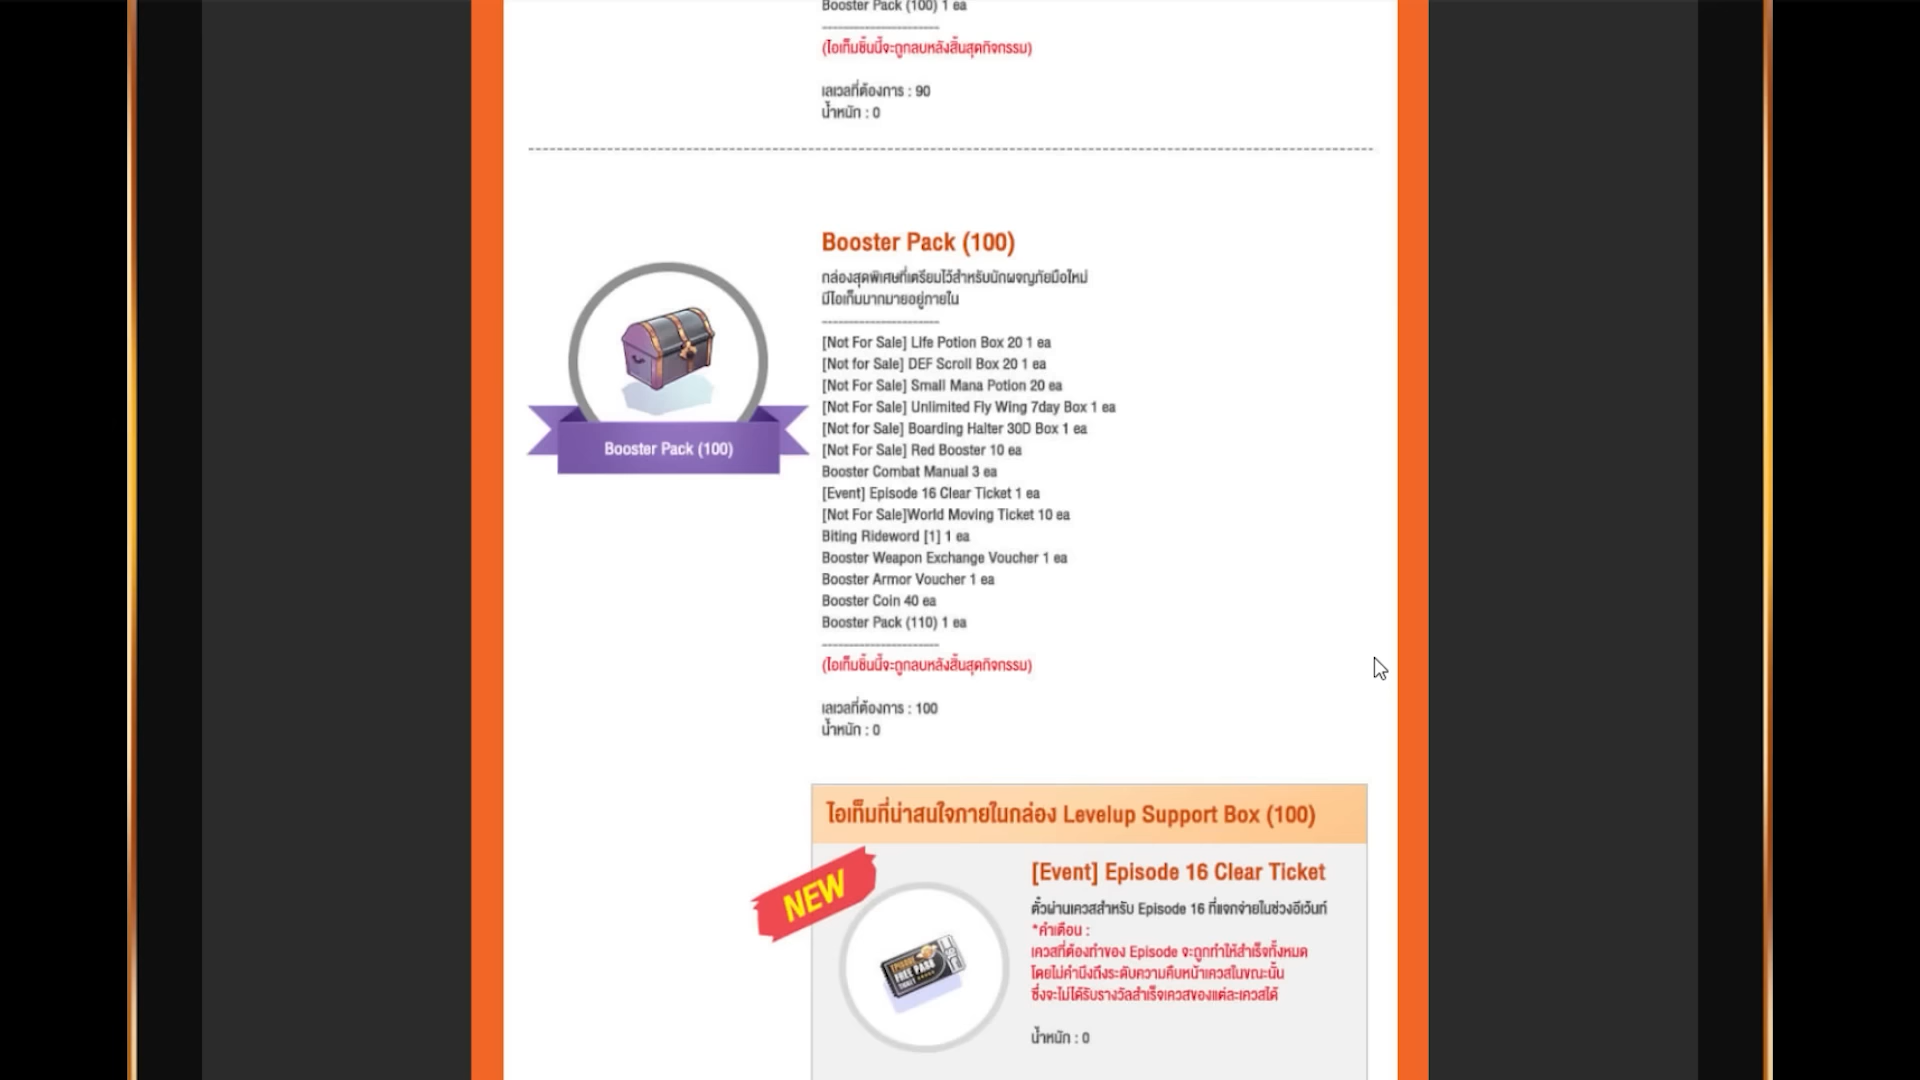 Booster Pack (100) 1 ea
----------------------
(ไอเท็มชิ้นนี้จะถูกลบหลังสิ้นสุดกิจกรรม)
เลเวลที่ต้องการ : 90
น้ำหนัก : 0
Booster Pack (100)
กล่องสุดพิเศษที่เตรียมไว้สำหรับนักผจญภัยมือใหม่
มีไอเท็มมากมายอยู่ภายใน
----------------------
[Not For Sale] Life Potion Box 20 1 ea
[Not for Sale] DEF Scroll Box 20 1 ea
[Not For Sale] Small Mana Potion 20 ea
[Not For Sale] Unlimited Fly Wing 7day Box 1 ea
[Not for Sale] Boarding Halter 30D Box 1 ea
[Not For Sale] Red Booster 10 ea
Booster Combat Manual 3 ea
[Event] Episode 16 Clear Ticket 1 ea
[Not For Sale]World Moving Ticket 10 ea
Biting Rideword [1] 1 ea
Booster Weapon Exchange Voucher 1 ea
Booster Armor Voucher 1 ea
Booster Coin 40 ea
Booster Pack (110) 1 ea
----------------------
(ไอเท็มชิ้นนี้จะถูกลบหลังสิ้นสุดกิจกรรม)
เลเวลที่ต้องการ : 100
น้ำหนัก : 0
Booster Pack (100)
ไอเท็มที่น่าสนใจภายในกล่อง Levelup Support Box (100)
NEW
EPISODE
FREE PASS
TICKET
[Event] Episode 16 Clear Ticket
ตั๋วผ่านเควสสำหรับ Episode 16 ที่แจกจ่ายในช่วงอีเว้นท์
*คำเตือน :
เควสที่ต้องทำของ Episode จะถูกทำให้สำเร็จทั้งหมด
โดยไม่คำนึงถึงระดับความคืบหน้าเควสในขณะนั้น
ซึ่งจะไม่ได้รับรางวัลสำเร็จเควสของแต่ละเควสได้
น้ำหนัก : 0